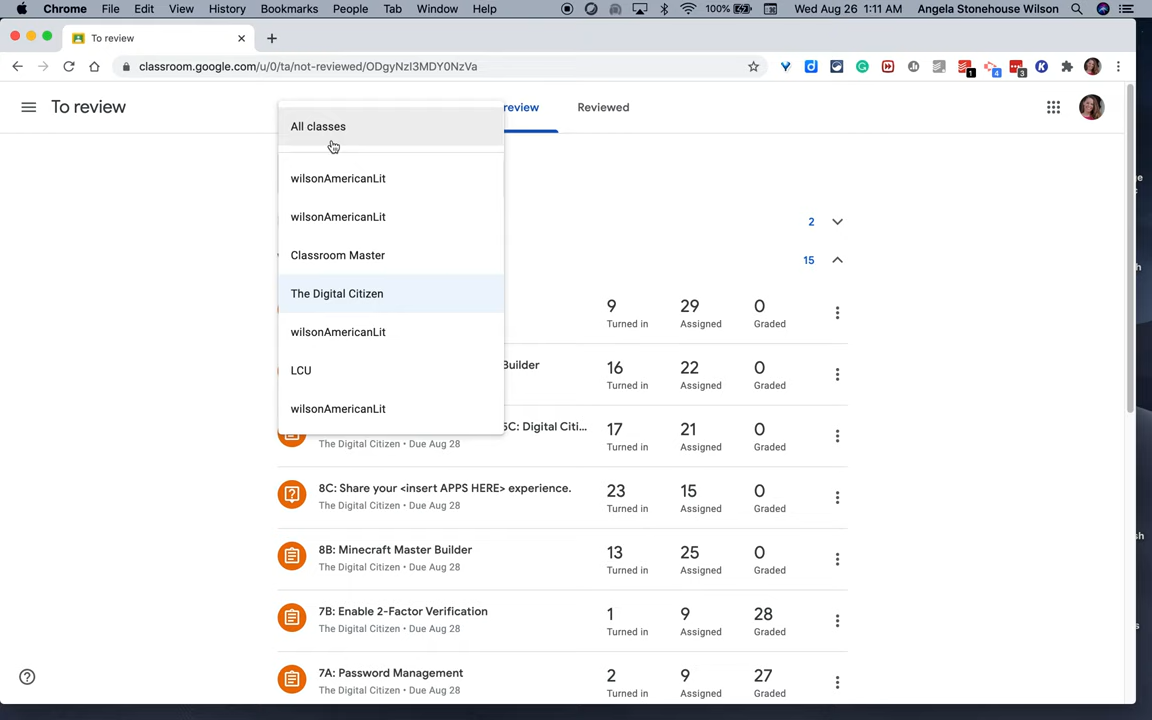 Chrome File Edit View History Bookmarks People Tab Window Help 100% Wed Aug 26 1:11 AM Angela Stonehouse Wilson
To review
classroom.google.com/u/0/ta/not-reviewed/ODgyNzI3MDY0NzVa
1 4 3 K
To review
review
Reviewed
All classes
wilsonAmericanLit
wilsonAmericanLit
Classroom Master
The Digital Citizen
wilsonAmericanLit
LCU
wilsonAmericanLit
2
15
9 29 0
Turned in Assigned Graded
Builder
16 22 0
Turned in Assigned Graded
5C: Digital Citi...
The Digital Citizen • Due Aug 28
17 21 0
Turned in Assigned Graded
8C: Share your <insert APPS HERE> experience.
The Digital Citizen • Due Aug 28
23 15 0
Turned in Assigned Graded
8B: Minecraft Master Builder
The Digital Citizen • Due Aug 28
13 25 0
Turned in Assigned Graded
7B: Enable 2-Factor Verification
The Digital Citizen • Due Aug 28
1 9 28
Turned in Assigned Graded
7A: Password Management
The Digital Citizen • Due Aug 28
2 9 27
Turned in Assigned Graded